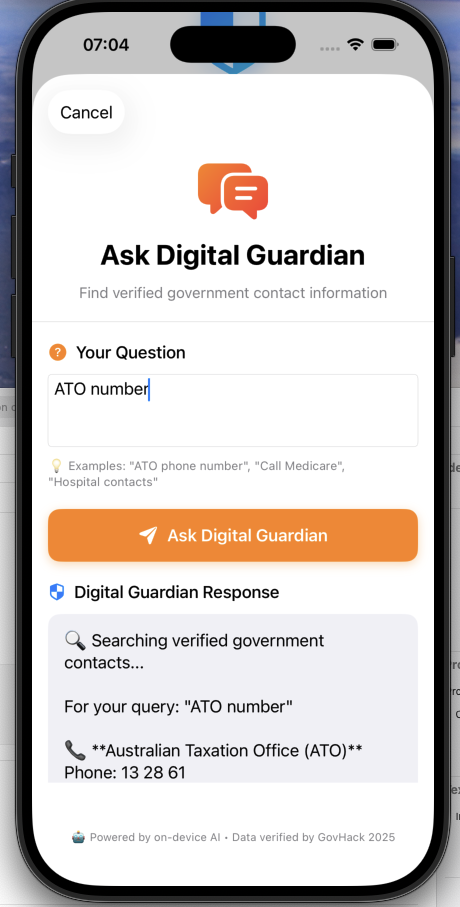 07:04
Cancel
Ask Digital Guardian
Find verified government contact information
? Your Question
ATO number
💡 Examples: "ATO phone number", "Call Medicare",
"Hospital contacts"
Ask Digital Guardian
Digital Guardian Response
🔍 Searching verified government
contacts...
For your query: "ATO number"
📞 **Australian Taxation Office (ATO)**
Phone: 13 28 61
🤖 Powered by on-device AI • Data verified by GovHack 2025